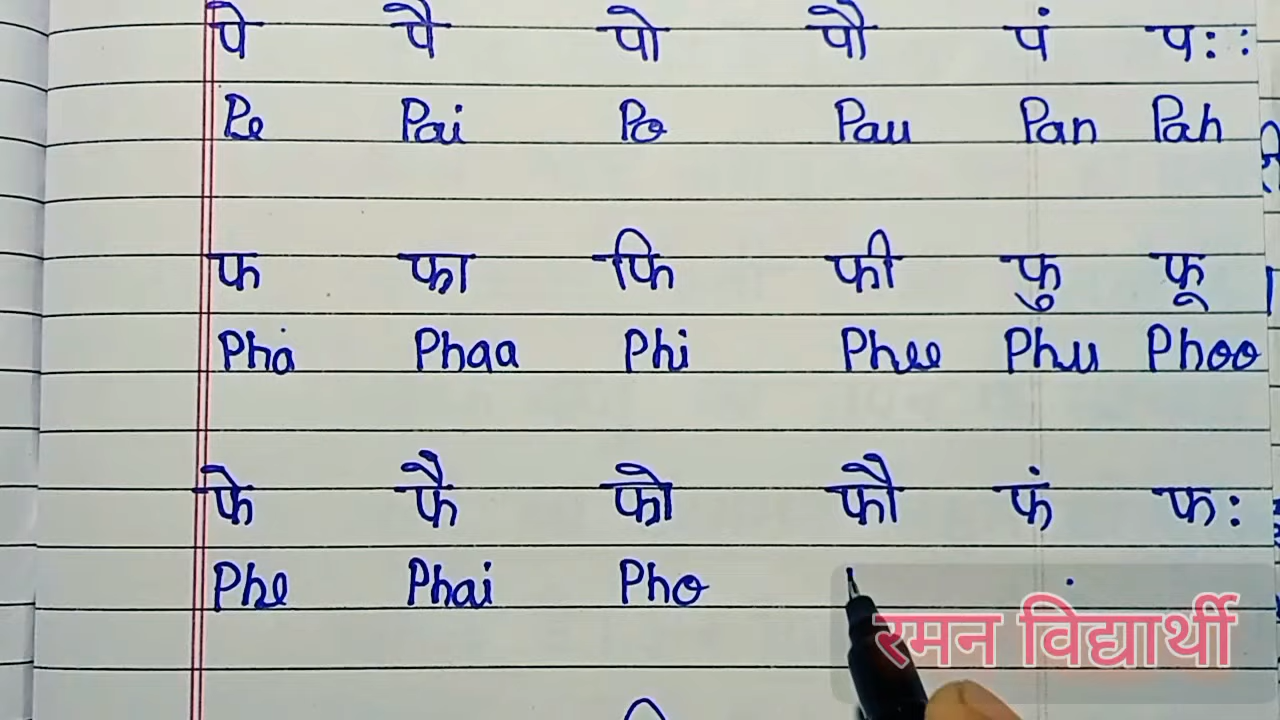 पे पै पो पौ पं पः :
Pe Pai Po Pau Pan Pah
फ फा फि फी फु फू
Pha Phaa Phi Phee Phu Phoo
फे फै फो फौ फं फः
Phe Phai Pho
रमन विद्यार्थी